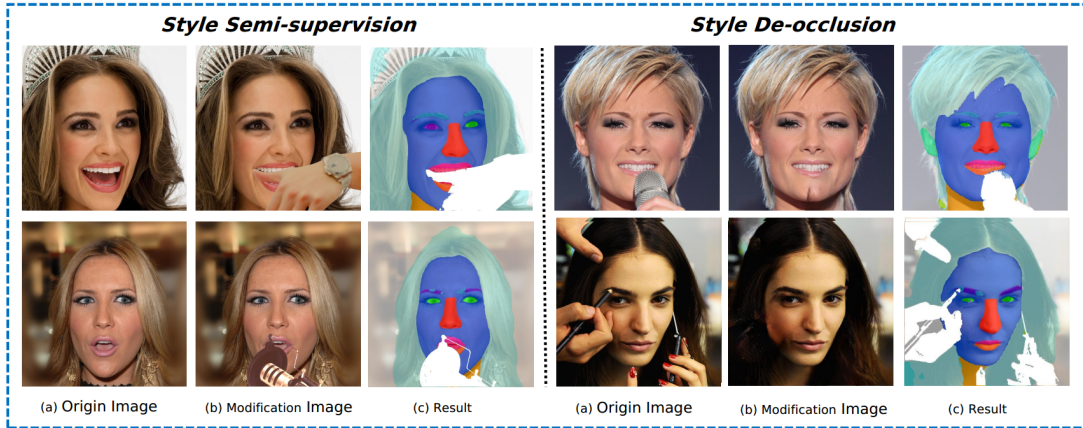 Style Semi-supervision
Style De-occlusion
(a) Origin Image
(b) Modification Image
(c) Result
(a) Origin Image
(b) Modification Image
(c) Result